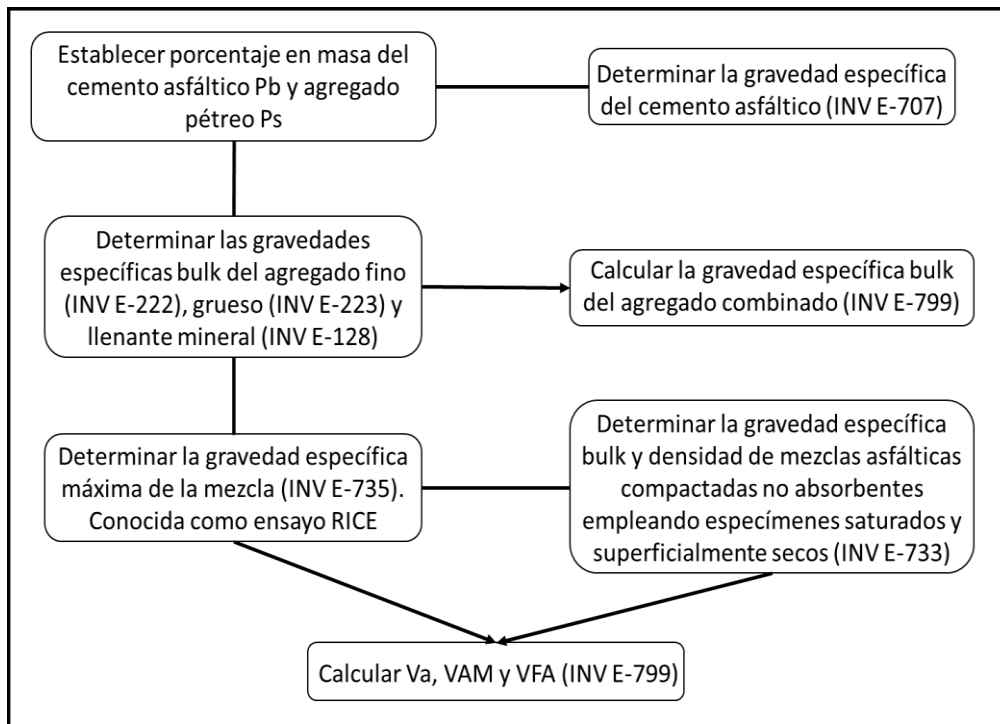 Establecer porcentaje en masa del
cemento asfáltico Pb y agregado
pétreo Ps
Determinar la gravedad específica
del cemento asfáltico (INV E-707)
Determinar las gravedades
específicas bulk del agregado fino
(INV E-222), grueso (INV E-223) y
llenante mineral (INV E-128)
Calcular la gravedad específica bulk
del agregado combinado (INV E-799)
Determinar la gravedad específica
máxima de la mezcla (INV E-735).
Conocida como ensayo RICE
Determinar la gravedad específica
bulk y densidad de mezclas asfálticas
compactadas no absorbentes
empleando especímenes saturados y
superficialmente secos (INV E-733)
Calcular Va, VAM y VFA (INV E-799)